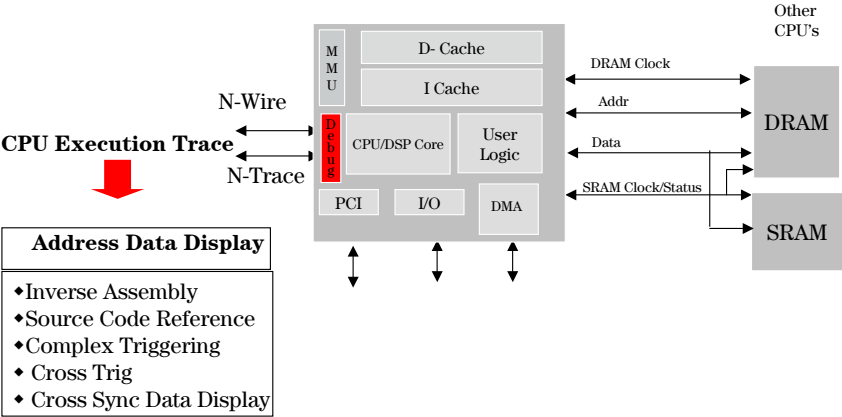 Other
CPU's
M
M
U
D- Cache
I Cache
DRAM Clock
N-Wire
Addr
DRAM
D
e
b
u
g
CPU/DSP Core
User
Logic
CPU Execution Trace
Data
N-Trace
SRAM Clock/Status
PCI
I/O
DMA
SRAM
Address Data Display
◆Inverse Assembly
◆Source Code Reference
◆Complex Triggering
◆ Cross Trig
◆ Cross Sync Data Display